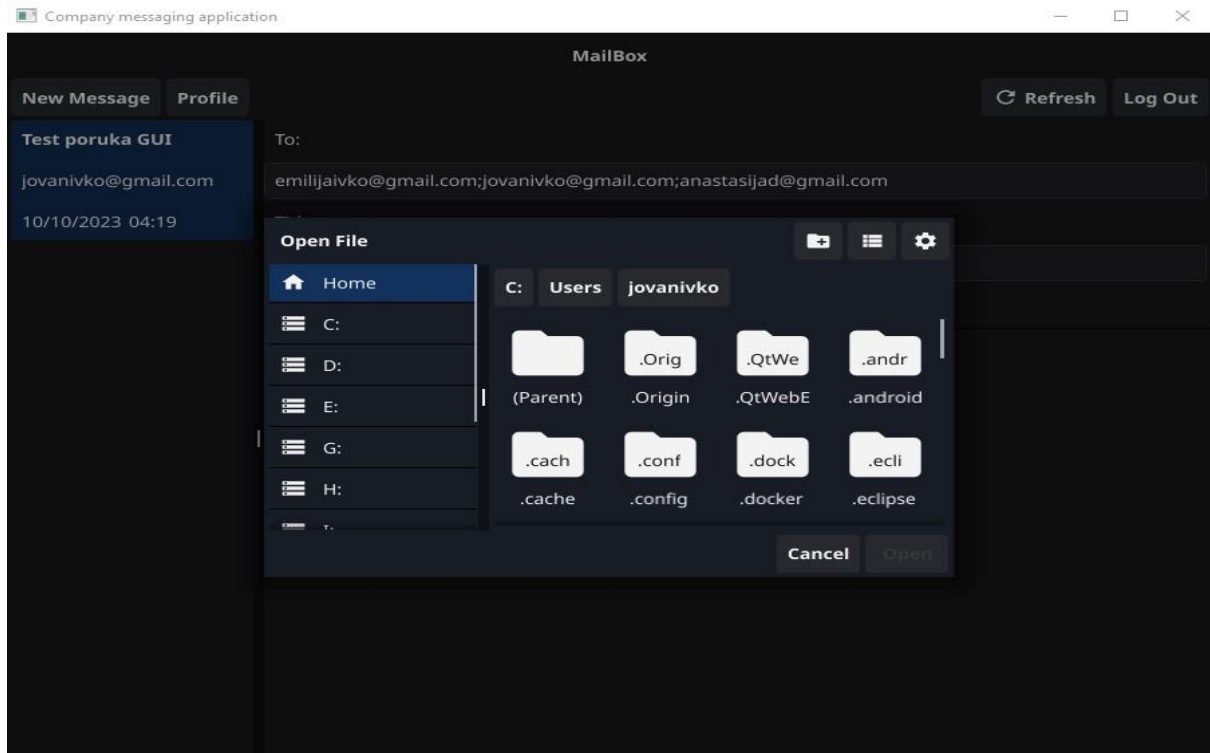 Company messaging application
MailBox
New Message Profile Refresh Log Out
Test poruka GUI
jovanivko@gmail.com
10/10/2023 04:19
To:
emilijaivko@gmail.com;jovanivko@gmail.com;anastasijad@gmail.com
Open File
Home
C:
D:
E:
G:
H:
C: Users jovanivko
.Orig .QtWe .andr
(Parent) .Origin .QtWebE .android
.cach .conf .dock .ecli
.cache .config .docker .eclipse
Cancel Open